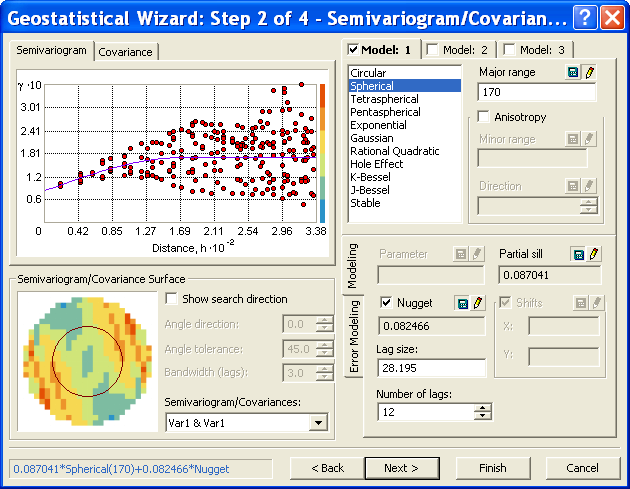 Geostatistical Wizard: Step 2 of 4 - Semivariogram/Covarian...
Semivariogram
Covariance
γ ·10
3.01
2.41
1.81
1.2
0.6
0 0.42 0.85 1.27 1.69 2.11 2.54 2.96 3.38
Distance, h ·10⁻²
Semivariogram/Covariance Surface
Show search direction
Angle direction: 0.0
Angle tolerance: 45.0
Bandwidth (lags): 3.0
Semivariogram/Covariances:
Var1 & Var1
Model: 1
Model: 2
Model: 3
Circular
Spherical
Tetraspherical
Pentaspherical
Exponential
Gaussian
Rational Quadratic
Hole Effect
K-Bessel
J-Bessel
Stable
Major range
170
Anisotropy
Minor range
Direction
Modeling
Error Modeling
Parameter
Partial sill
0.087041
Nugget
0.082466
Shifts
X:
Y:
Lag size:
28.195
Number of lags:
12
0.087041*Spherical(170)+0.082466*Nugget
< Back
Next >
Finish
Cancel